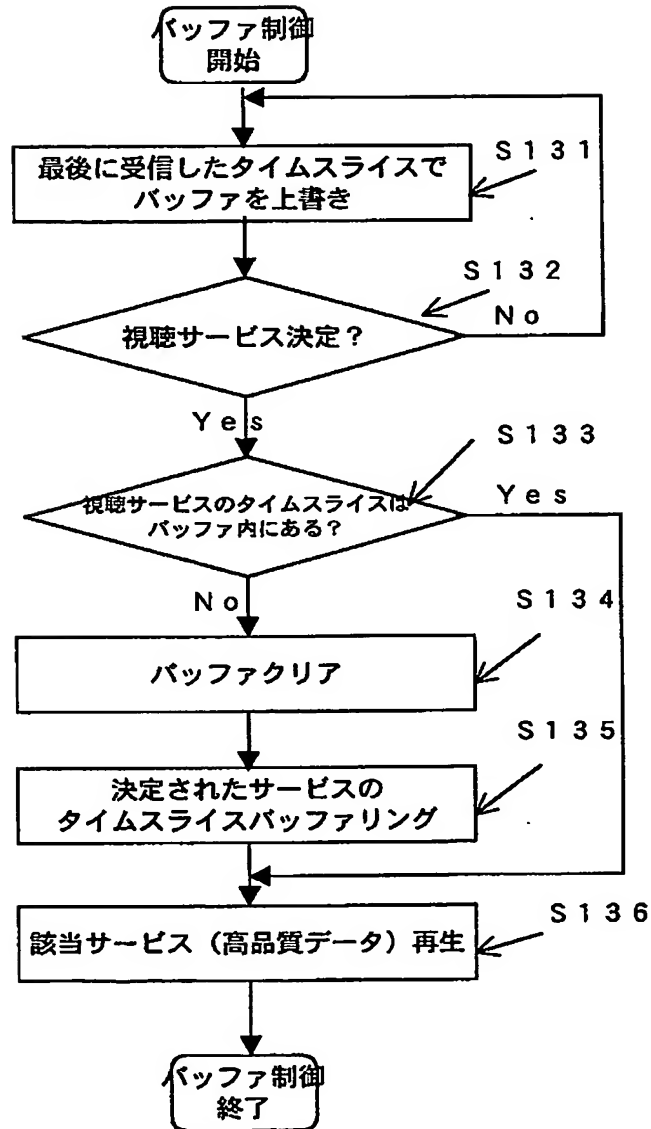 バッファ制御
開始
最後に受信したタイムスライスで
バッファを上書き
S131
視聴サービス決定？
S132
No
Yes
視聴サービスのタイムスライスは
バッファ内にある？
S133
Yes
No
バッファクリア
S134
決定されたサービスの
タイムスライスバッファリング
S135
該当サービス（高品質データ）再生
S136
バッファ制御
終了